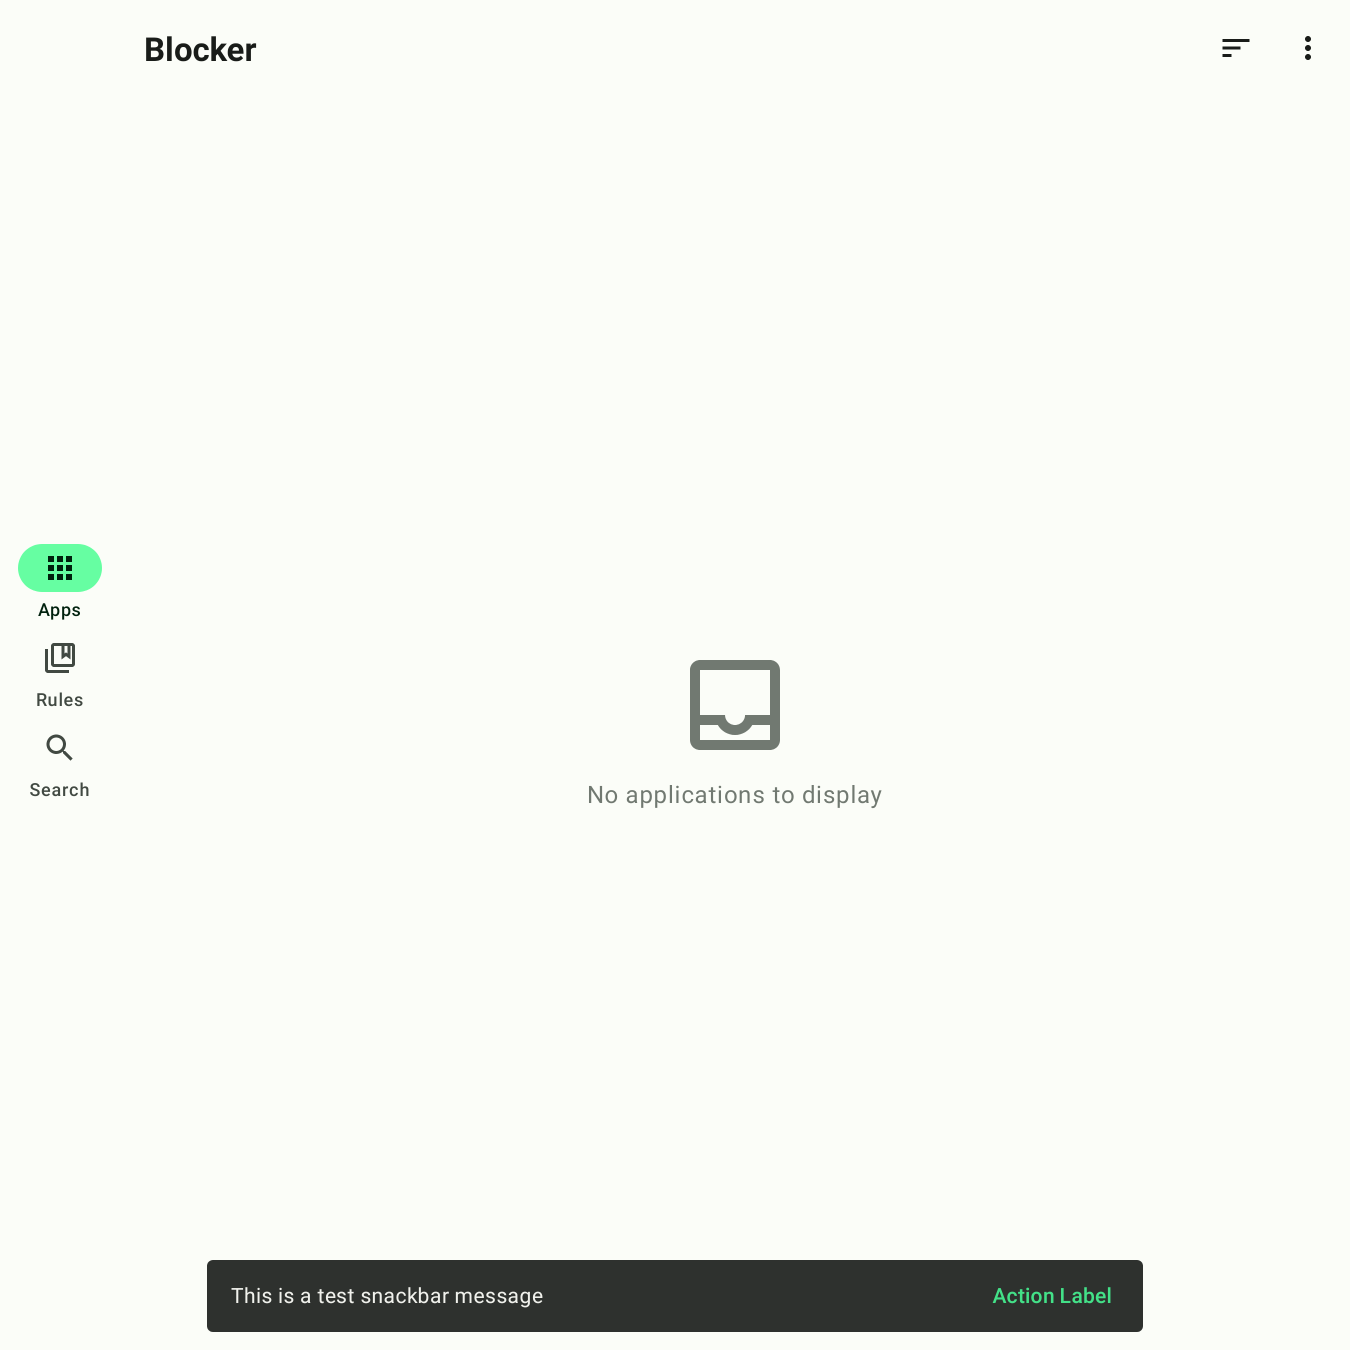 Blocker
Apps
Rules
Search
No applications to display
This is a test snackbar message
Action Label